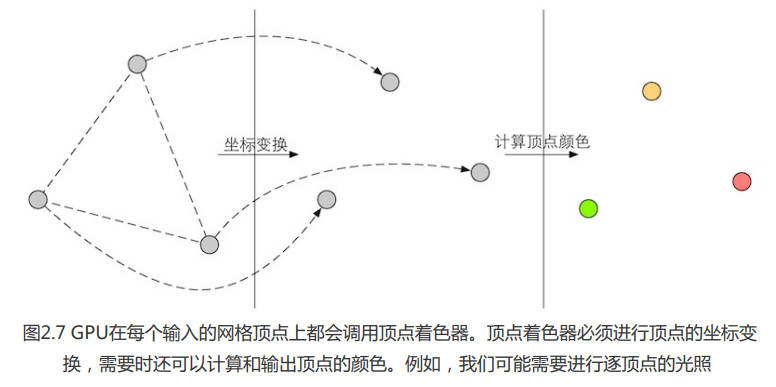 坐标变换
计算顶点颜色
图2.7 GPU在每个输入的网格顶点上都会调用顶点着色器。顶点着色器必须进行顶点的坐标变
换，需要时还可以计算和输出顶点的颜色。例如，我们可能需要进行逐顶点的光照